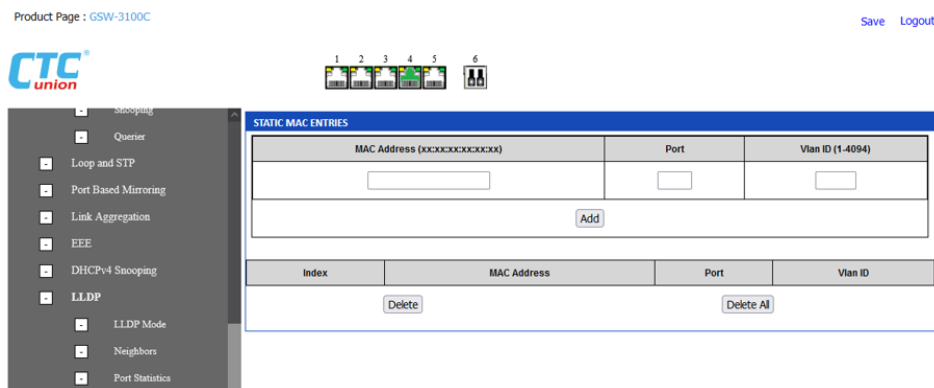 Product Page : GSW-3100C
Save Logout
CTC®
union
1 2 3 4 5 6
Snooping
Querier
Loop and STP
Port Based Mirroring
Link Aggregation
EEE
DHCPv4 Snooping
LLDP
LLDP Mode
Neighbors
Port Statistics
STATIC MAC ENTRIES
MAC Address (xx:xx:xx:xx:xx:xx) Port Vlan ID (1-4094)
Add
Index MAC Address Port Vlan ID
Delete Delete All